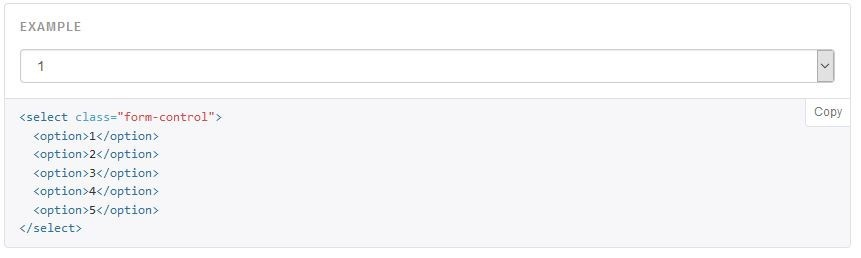 EXAMPLE
1
Copy
<select class="form-control">
  <option>1</option>
  <option>2</option>
  <option>3</option>
  <option>4</option>
  <option>5</option>
</select>